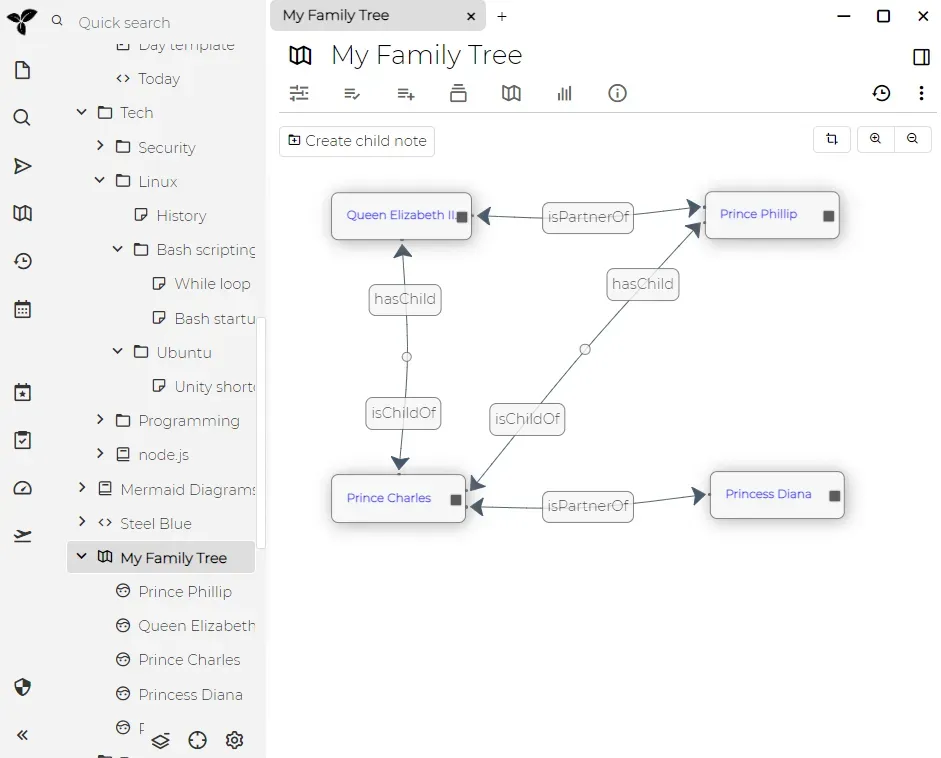 Quick search
Day template
Today
Tech
Security
Linux
History
Bash scripting
While loop
Bash startu
Ubuntu
Unity short
Programming
node.js
Mermaid Diagrams
Steel Blue
My Family Tree
Prince Phillip
Queen Elizabeth
Prince Charles
Princess Diana
My Family Tree
My Family Tree
Create child note
Queen Elizabeth II
isPartnerOf
Prince Phillip
hasChild
hasChild
isChildOf
isChildOf
Prince Charles
isPartnerOf
Princess Diana